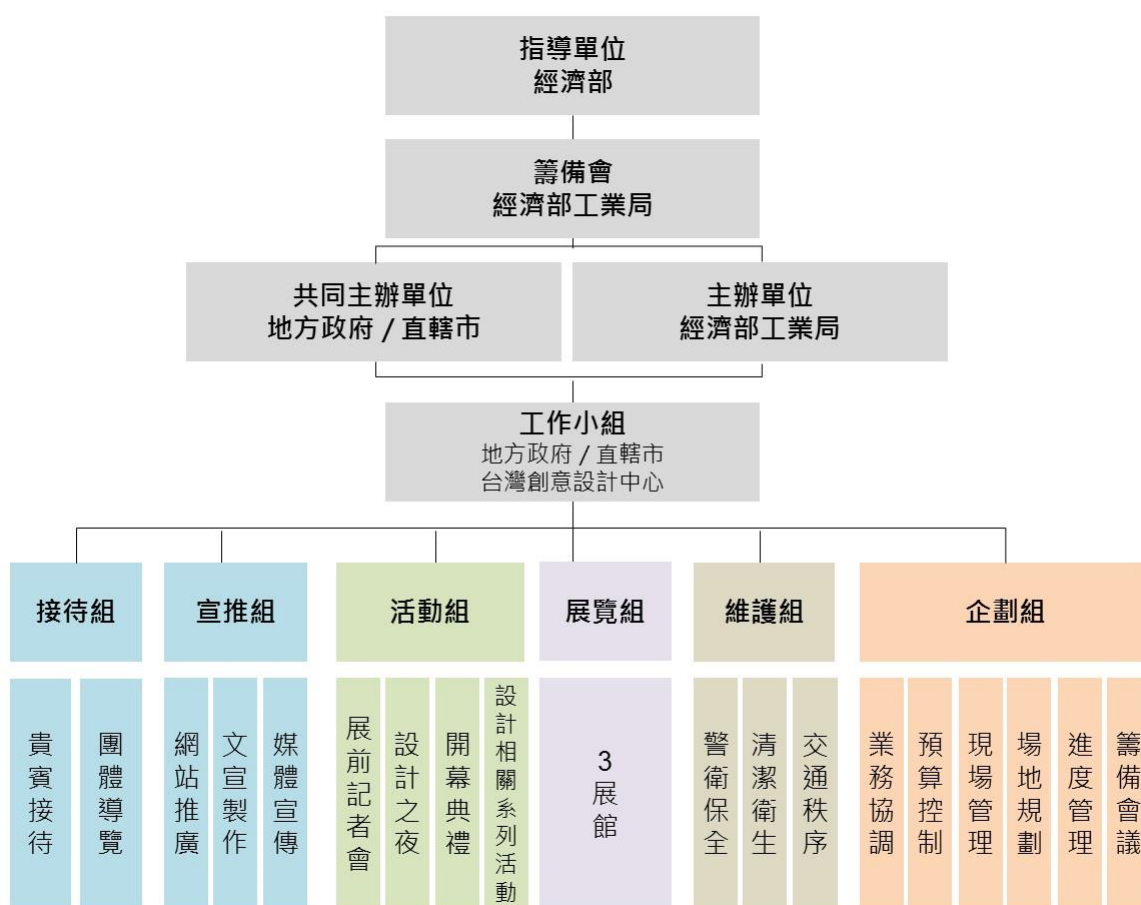 指導單位
經濟部
籌備會
經濟部工業局
共同主辦單位
地方政府 / 直轄市
主辦單位
經濟部工業局
工作小組
地方政府 / 直轄市
台灣創意設計中心
接待組
宣推組
活動組
展覽組
維護組
企劃組
貴賓接待
團體導覽
網站推廣
文宣製作
媒體宣傳
展前記者會
設計之夜
開幕典禮
設計相關系列活動
3展館
警衛保全
清潔衛生
交通秩序
業務協調
預算控制
現場管理
場地規劃
進度管理
籌備會議